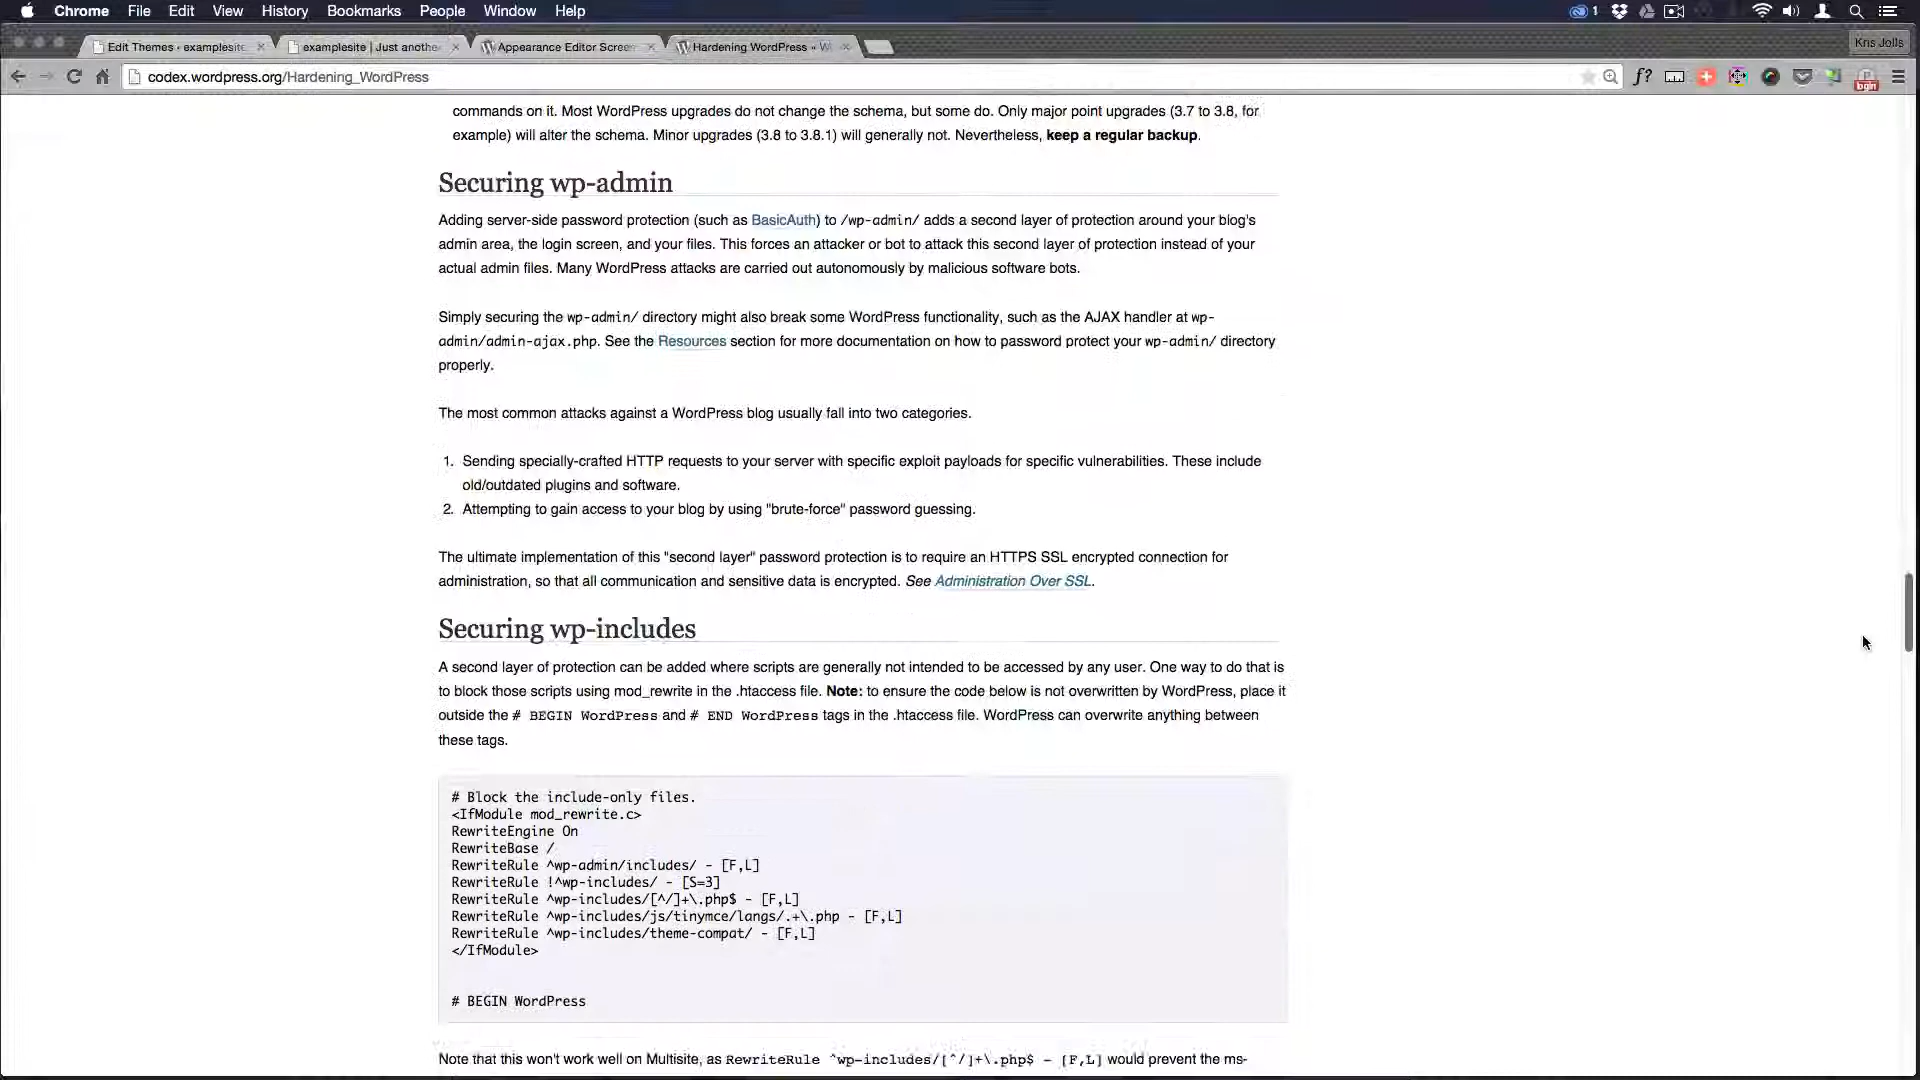 Chrome File Edit View History Bookmarks People Window Help 1
Edit Themes ‹ examplesite examplesite | Just anothe Appearance Editor Scree Hardening WordPress « W Kris Jolls
codex.wordpress.org/Hardening_WordPress f?
commands on it. Most WordPress upgrades do not change the schema, but some do. Only major point upgrades (3.7 to 3.8, for
example) will alter the schema. Minor upgrades (3.8 to 3.8.1) will generally not. Nevertheless, keep a regular backup.
Securing wp-admin
Adding server-side password protection (such as BasicAuth) to /wp-admin/ adds a second layer of protection around your blog's
admin area, the login screen, and your files. This forces an attacker or bot to attack this second layer of protection instead of your
actual admin files. Many WordPress attacks are carried out autonomously by malicious software bots.
Simply securing the wp-admin/ directory might also break some WordPress functionality, such as the AJAX handler at wp-
admin/admin-ajax.php. See the Resources section for more documentation on how to password protect your wp-admin/ directory
properly.
The most common attacks against a WordPress blog usually fall into two categories.
1. Sending specially-crafted HTTP requests to your server with specific exploit payloads for specific vulnerabilities. These include
old/outdated plugins and software.
2. Attempting to gain access to your blog by using "brute-force" password guessing.
The ultimate implementation of this "second layer" password protection is to require an HTTPS SSL encrypted connection for
administration, so that all communication and sensitive data is encrypted. See Administration Over SSL.
Securing wp-includes
A second layer of protection can be added where scripts are generally not intended to be accessed by any user. One way to do that is
to block those scripts using mod_rewrite in the .htaccess file. Note: to ensure the code below is not overwritten by WordPress, place it
outside the # BEGIN WordPress and # END WordPress tags in the .htaccess file. WordPress can overwrite anything between
these tags.
# Block the include-only files.
<IfModule mod_rewrite.c>
RewriteEngine On
RewriteBase /
RewriteRule ^wp-admin/includes/ - [F,L]
RewriteRule !^wp-includes/ - [S=3]
RewriteRule ^wp-includes/[^/]+\.php$ - [F,L]
RewriteRule ^wp-includes/js/tinymce/langs/.+\.php - [F,L]
RewriteRule ^wp-includes/theme-compat/ - [F,L]
</IfModule>
# BEGIN WordPress
Note that this won't work well on Multisite, as RewriteRule ^wp-includes/[^/]+\.php$ - [F,L] would prevent the ms-